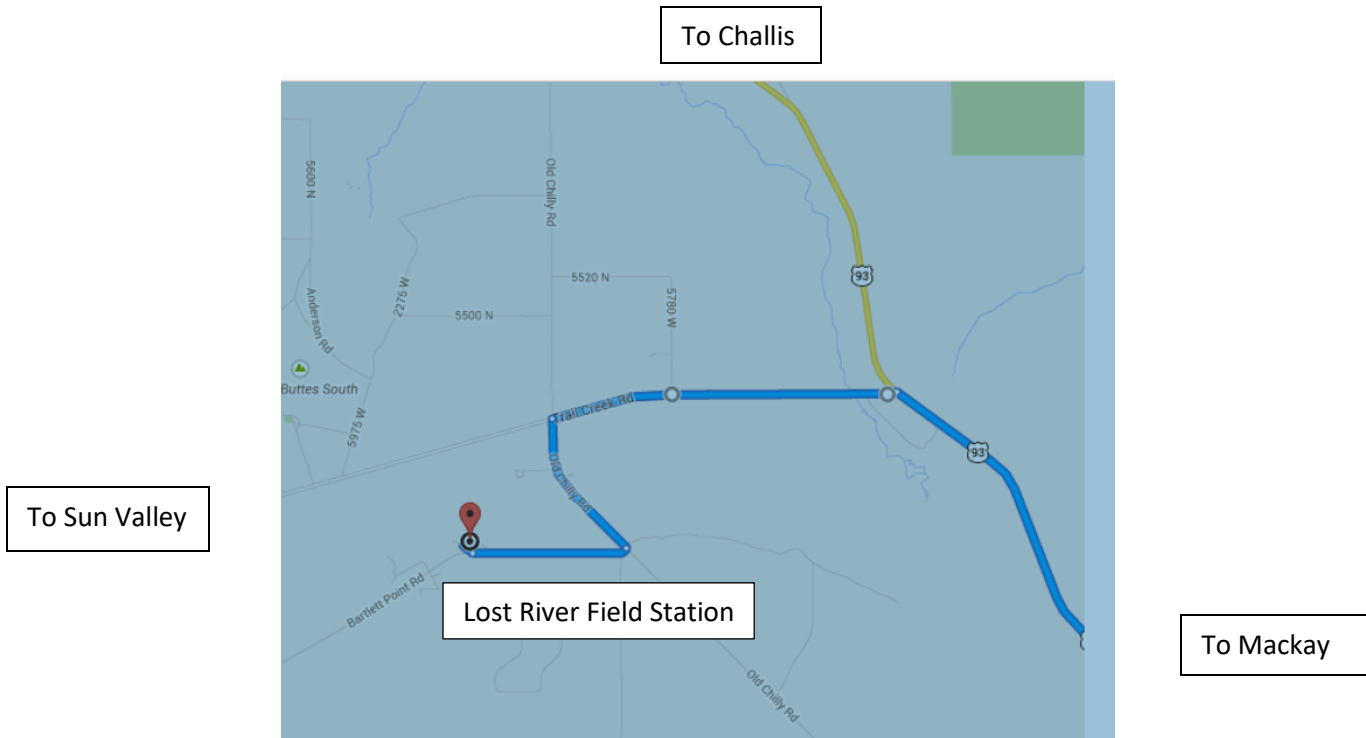 To Challis
5600 N
Old Chilly Rd
93
5520 N
2275 W
5780 W
Anderson Rd
5500 N
Buttes South
Trail Creek Rd
5975 W
93
Old Chilly Rd
To Sun Valley
Bartlett Point Rd
Lost River Field Station
To Mackay
Old Chilly Rd